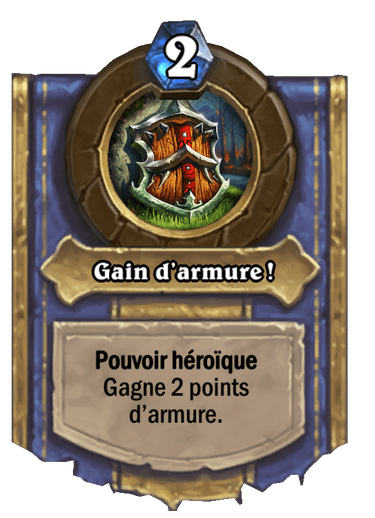 2
Gain d’armure !
Pouvoir héroïque
Gagne 2 points
d’armure.